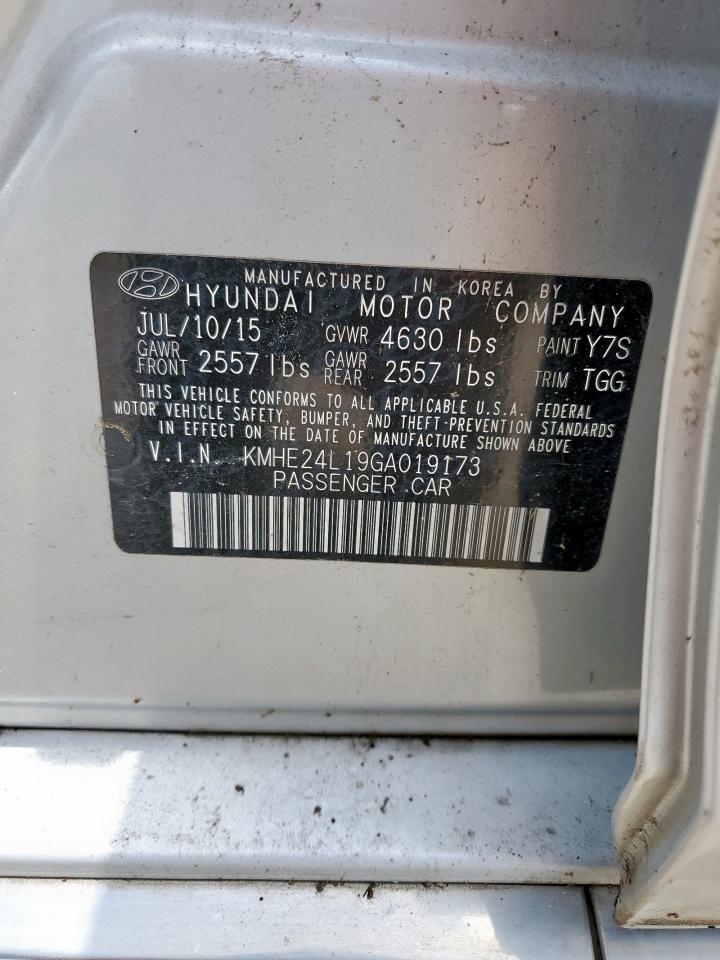 MANUFACTURED IN KOREA BY
HYUNDAI MOTOR COMPANY
JUL/10/15 GVWR 4630 lbs PAINT Y7S
GAWR FRONT 2557 lbs GAWR REAR 2557 lbs TRIM TGG
THIS VEHICLE CONFORMS TO ALL APPLICABLE U.S.A. FEDERAL
MOTOR VEHICLE SAFETY, BUMPER, AND THEFT-PREVENTION STANDARDS
IN EFFECT ON THE DATE OF MANUFACTURE SHOWN ABOVE
V.I.N KMHE24L19GA019173
PASSENGER CAR